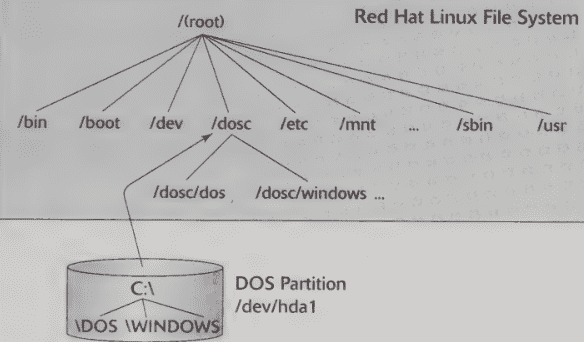 Red Hat Linux File System
/(root)
/bin /boot /dev /dosc /etc /mnt ... /sbin /usr
/dosc/dos /dosc/windows ...
C:\
\DOS \WINDOWS
DOS Partition
/dev/hda1